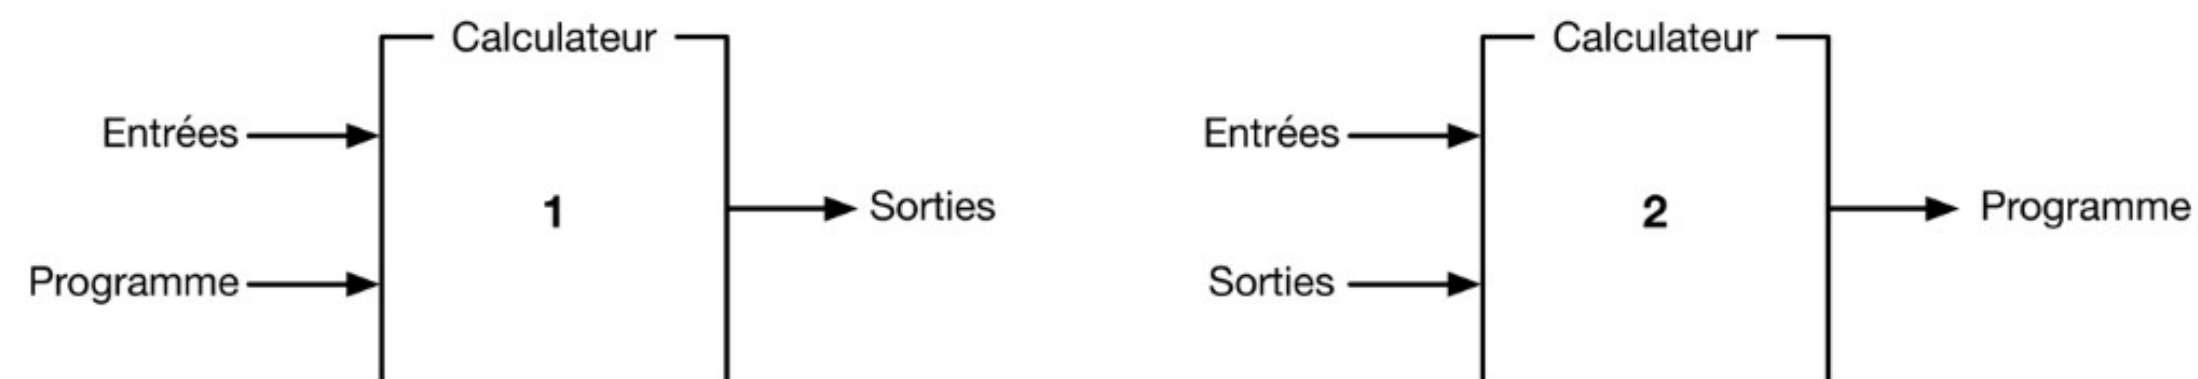 Calculateur
Entrées
1
Sorties
Programme
Calculateur
Entrées
2
Programme
Sorties